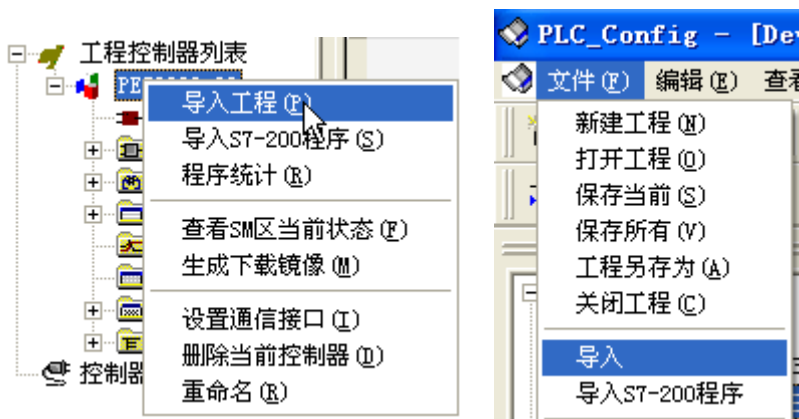 工程控制器列表
导入工程(P)
导入S7-200程序(S)
程序统计(R)
查看SM区当前状态(F)
生成下载镜像(M)
设置通信接口(I)
删除当前控制器(D)
重命名(R)
控制器
PLC_Config - [Dev
文件(F) 编辑(E) 查看
新建工程(N)
打开工程(O)
保存当前(S)
保存所有(V)
工程另存为(A)
关闭工程(C)
导入
导入S7-200程序